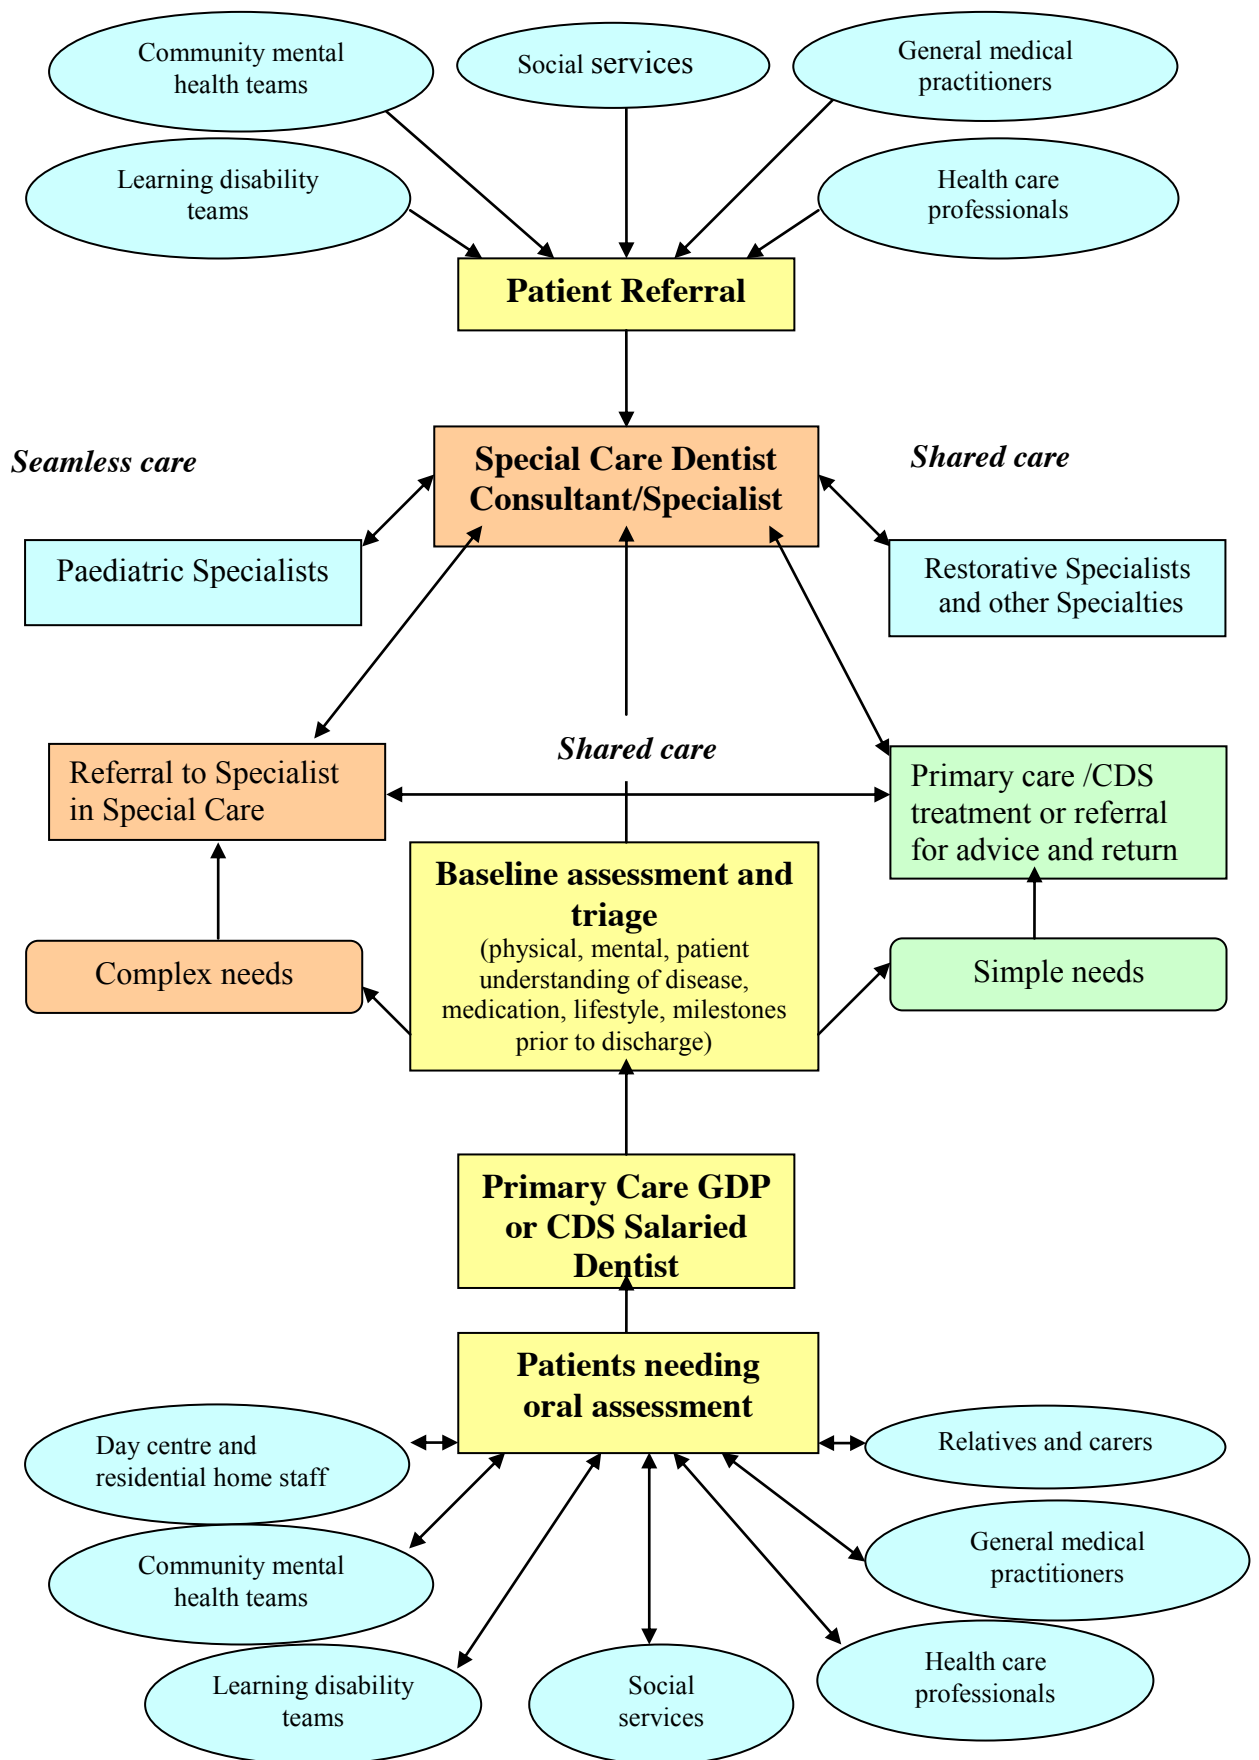 Community mental
health teams
Social services
General medical
practitioners
Learning disability
teams
Health care
professionals
Patient Referral
Seamless care
Special Care Dentist
Consultant/Specialist
Shared care
Paediatric Specialists
Restorative Specialists
and other Specialties
Shared care
Referral to Specialist
in Special Care
Primary care /CDS
treatment or referral
for advice and return
Baseline assessment and
triage
(physical, mental, patient
understanding of disease,
medication, lifestyle, milestones
prior to discharge)
Complex needs
Simple needs
Primary Care GDP
or CDS Salaried
Dentist
Patients needing
oral assessment
Day centre and
residential home staff
Relatives and carers
Community mental
health teams
General medical
practitioners
Learning disability
teams
Social
services
Health care
professionals